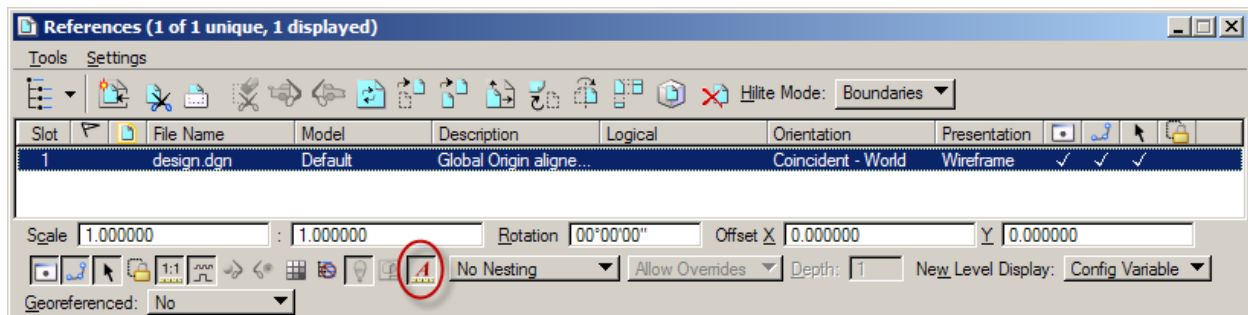 References (1 of 1 unique, 1 displayed)
Tools Settings
Hilite Mode: Boundaries
Slot File Name Model Description Logical Orientation Presentation
1 design.dgn Default Global Origin aligne... Coincident - World Wireframe
Scale 1.000000 : 1.000000 Rotation 00°00'00" Offset X 0.000000 Y 0.000000
1:1 A No Nesting Allow Overrides Depth: 1 New Level Display: Config Variable
Georeferenced: No